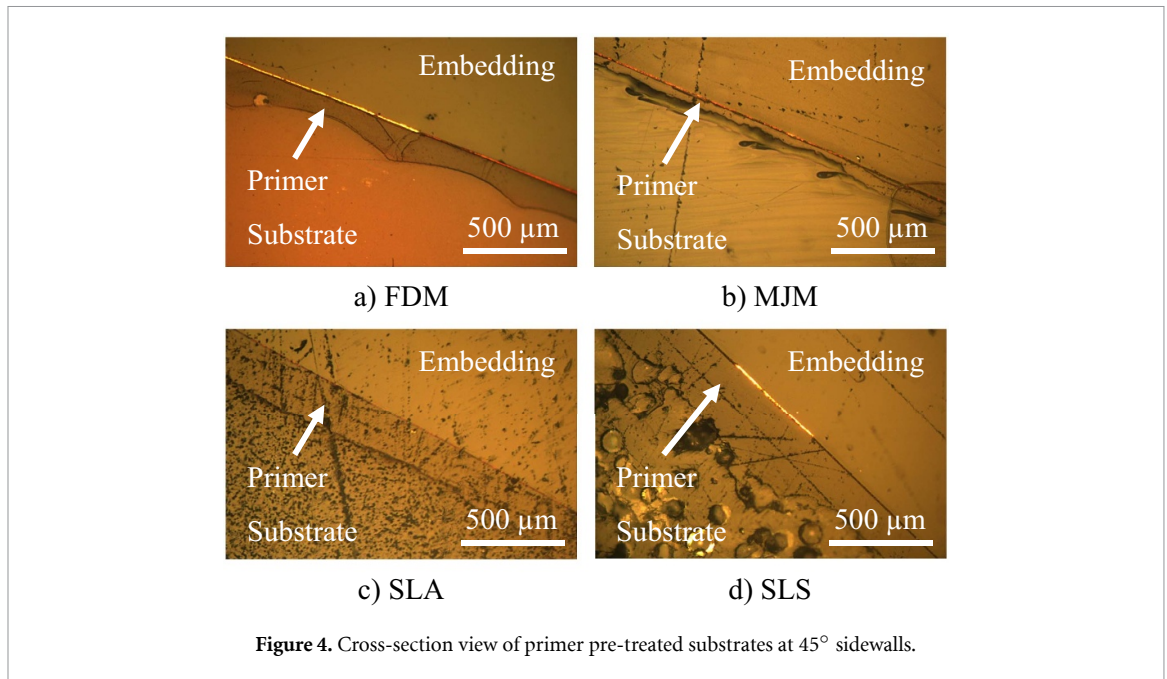 Embedding
Primer
Substrate
500 µm
a) FDM
Embedding
Primer
Substrate
500 µm
b) MJM
Embedding
Primer
Substrate
500 µm
c) SLA
Embedding
Primer
Substrate
500 µm
d) SLS
Figure 4. Cross-section view of primer pre-treated substrates at 45° sidewalls.